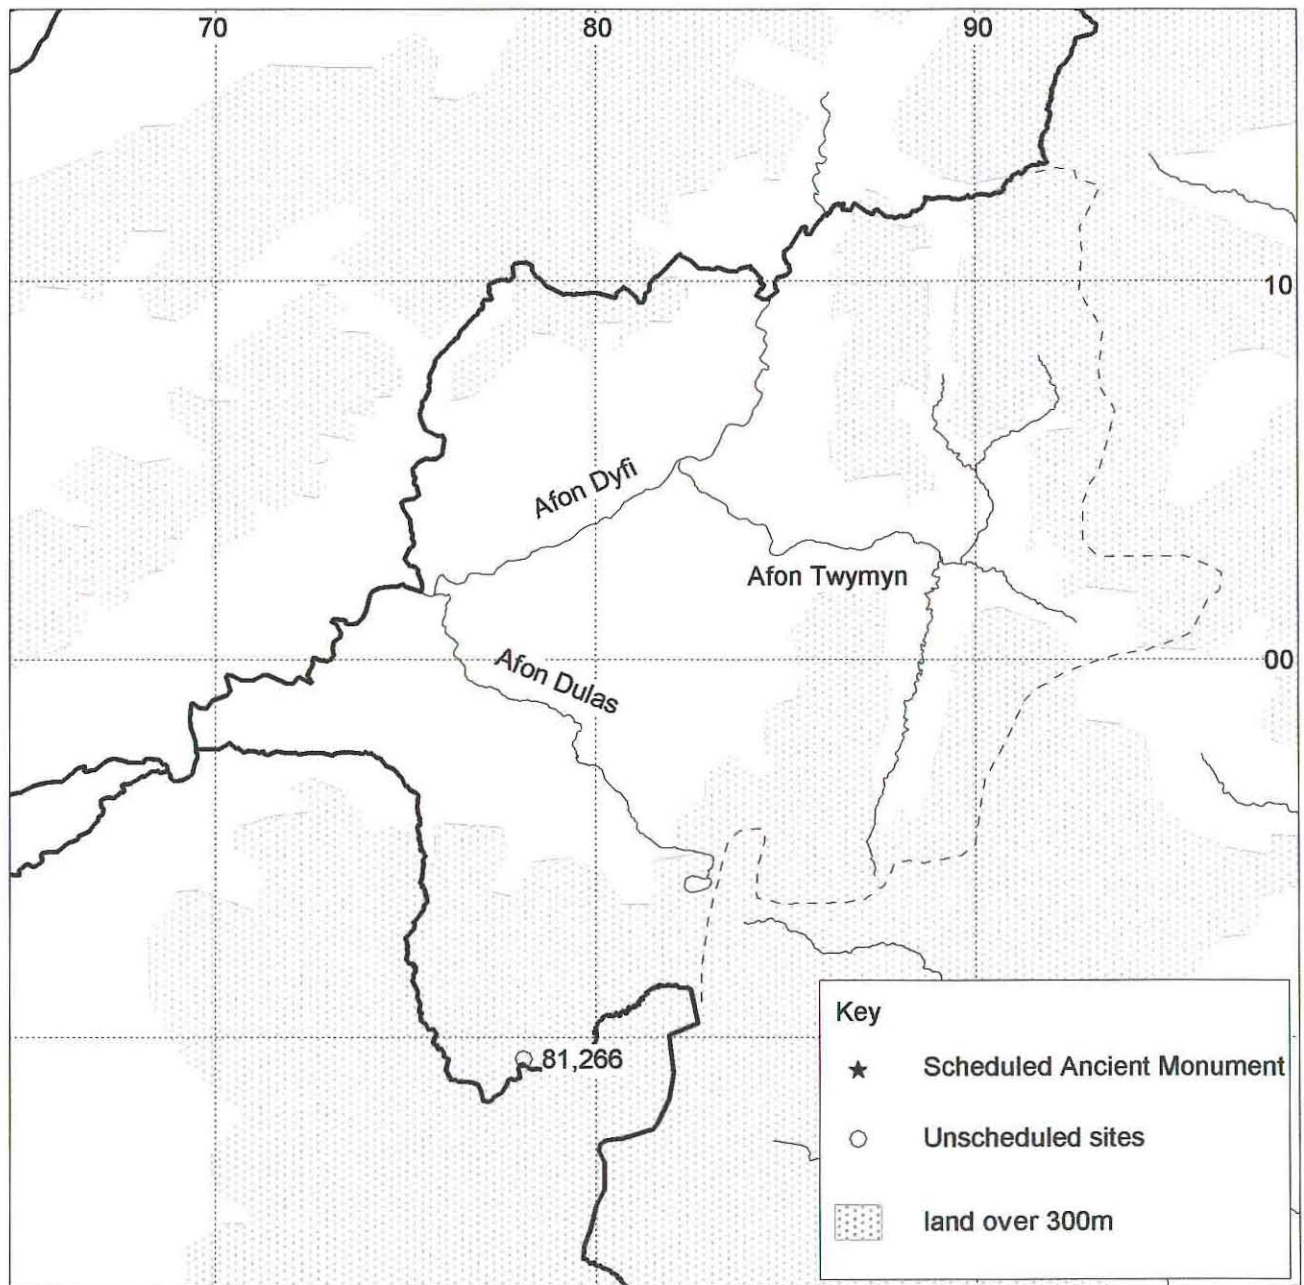 70
80
90
10
Afon Dyfi
Afon Twymyn
00
Afon Dulas
81,266
Key
Scheduled Ancient Monument
Unscheduled sites
land over 300m